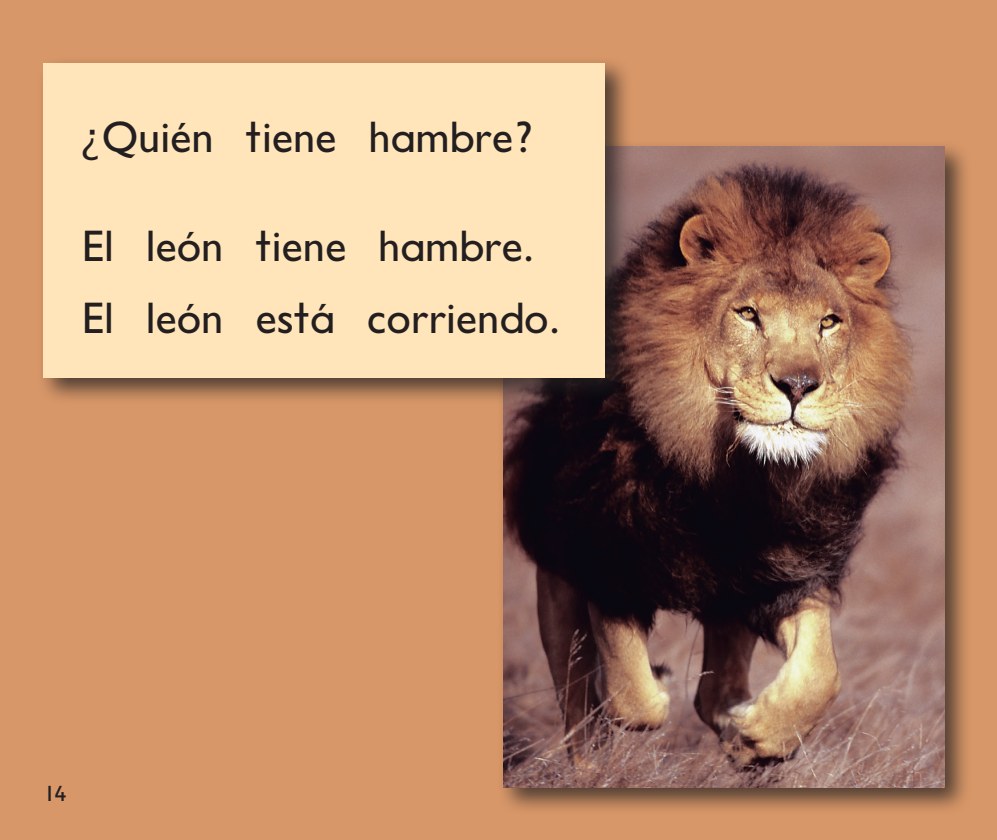 ¿Quién tiene hambre?
El león tiene hambre.
El león está corriendo.
14